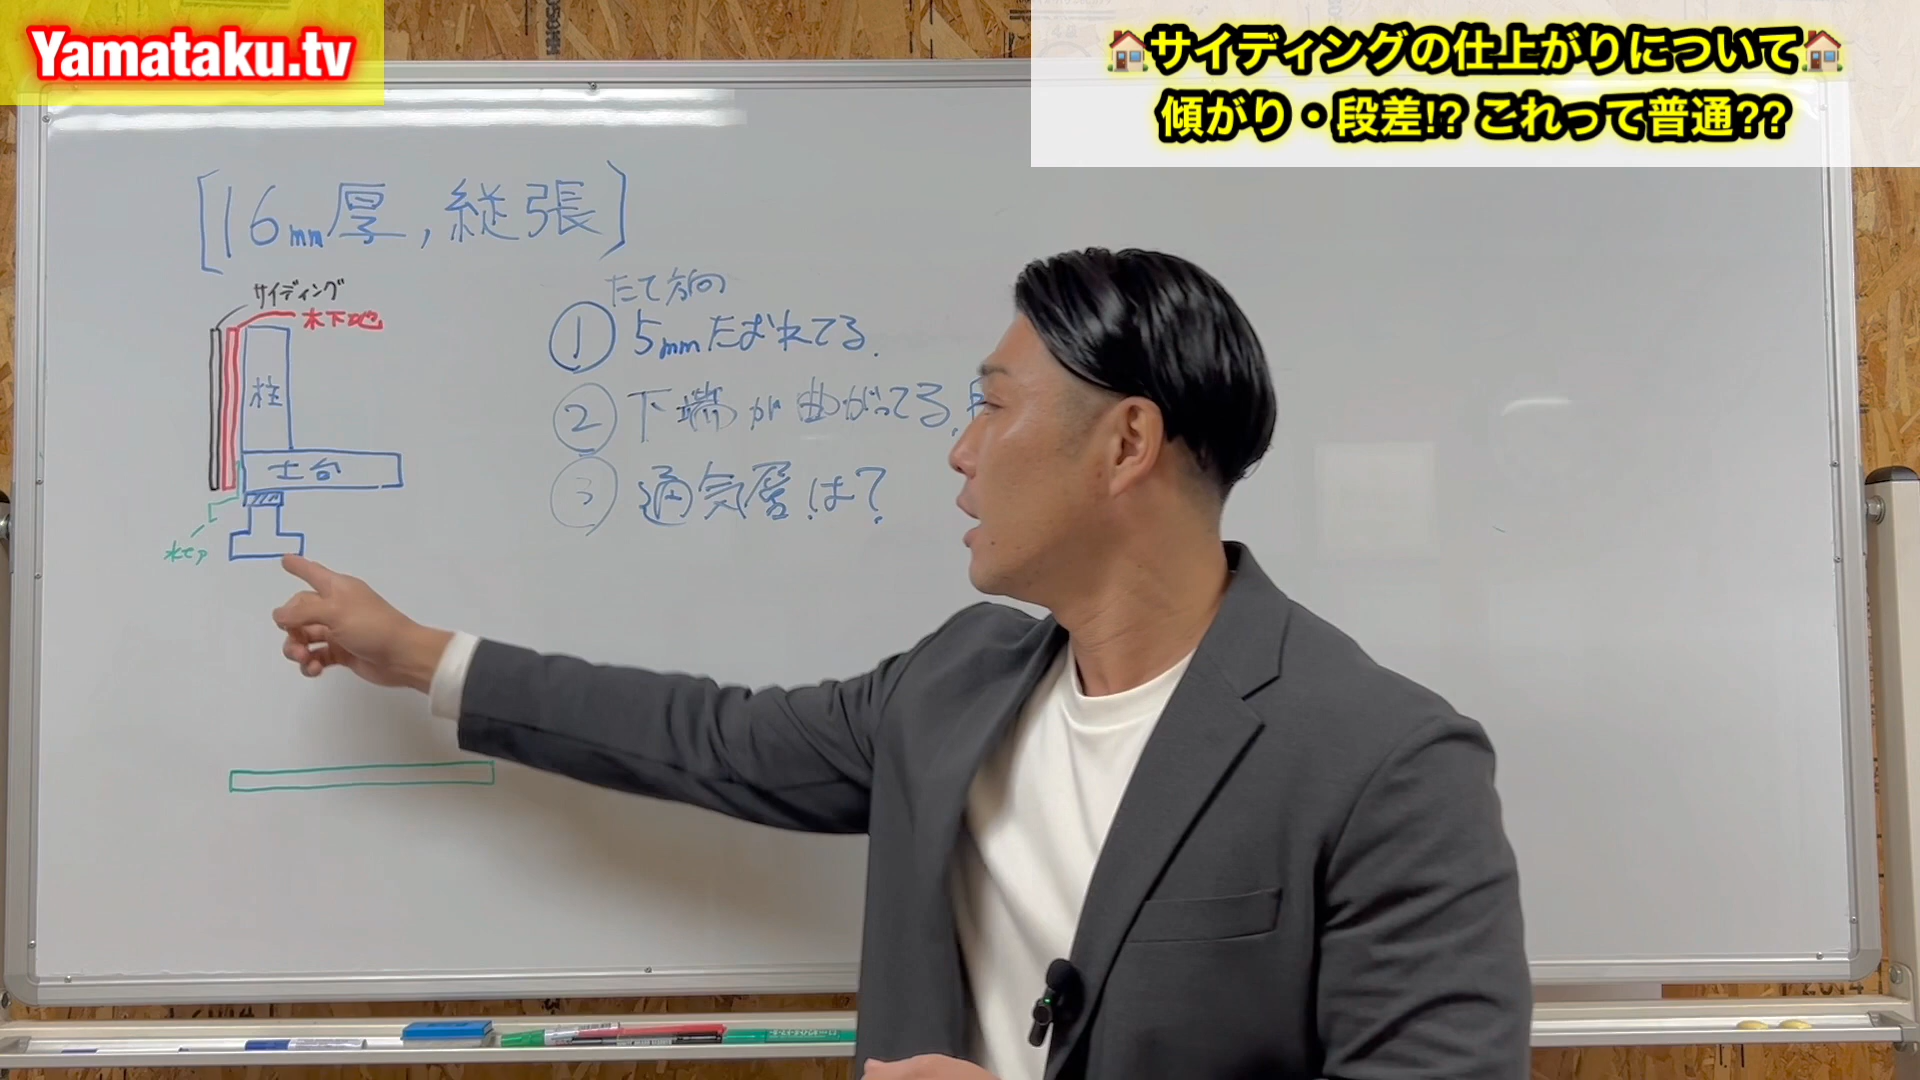 Yamataku.tv
🏠サイディングの仕上がりについて🏠
傾がり・段差!? これって普通??
[16mm厚,縦張]
サイディング
木下地
柱
土台
たて方向
① 5mmたおれてる.
② 下端が曲がってる.
③ 通気層は?